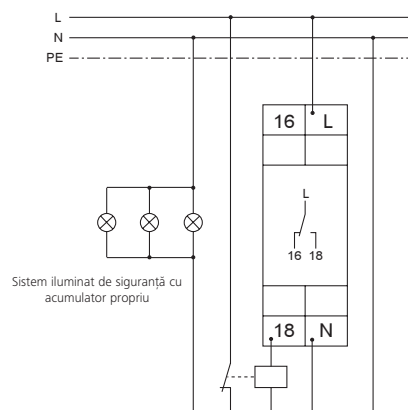 L
N
PE
16 L
L
16 18
Sistem iluminat de siguranță cu
acumulator propriu
18 N